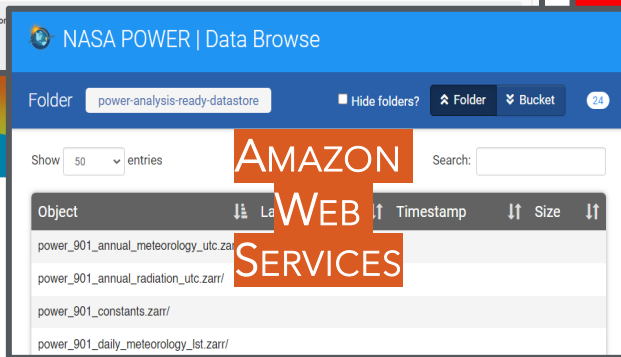 NASA POWER | Data Browse
Folder power-analysis-ready-datastore Hide folders? Folder Bucket 24
Show 50 entries Search:
AMAZON
WEB
SERVICES
Object Timestamp Size
power_901_annual_meteorology_utc.zar
power_901_annual_radiation_utc.zarr/
power_901_constants.zarr/
power_901_daily_meteorology_lst.zarr/